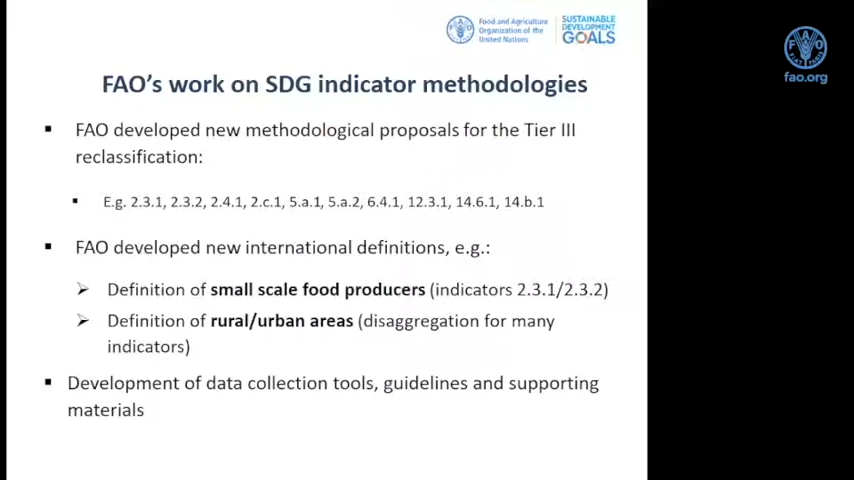 Food and Agriculture
Organization of the
United Nations
SUSTAINABLE
DEVELOPMENT
GOALS
fao.org
FAO's work on SDG indicator methodologies
▪ FAO developed new methodological proposals for the Tier III
reclassification:
▪ E.g. 2.3.1, 2.3.2, 2.4.1, 2.c.1, 5.a.1, 5.a.2, 6.4.1, 12.3.1, 14.6.1, 14.b.1
▪ FAO developed new international definitions, e.g.:
➢ Definition of small scale food producers (indicators 2.3.1/2.3.2)
➢ Definition of rural/urban areas (disaggregation for many
indicators)
▪ Development of data collection tools, guidelines and supporting
materials